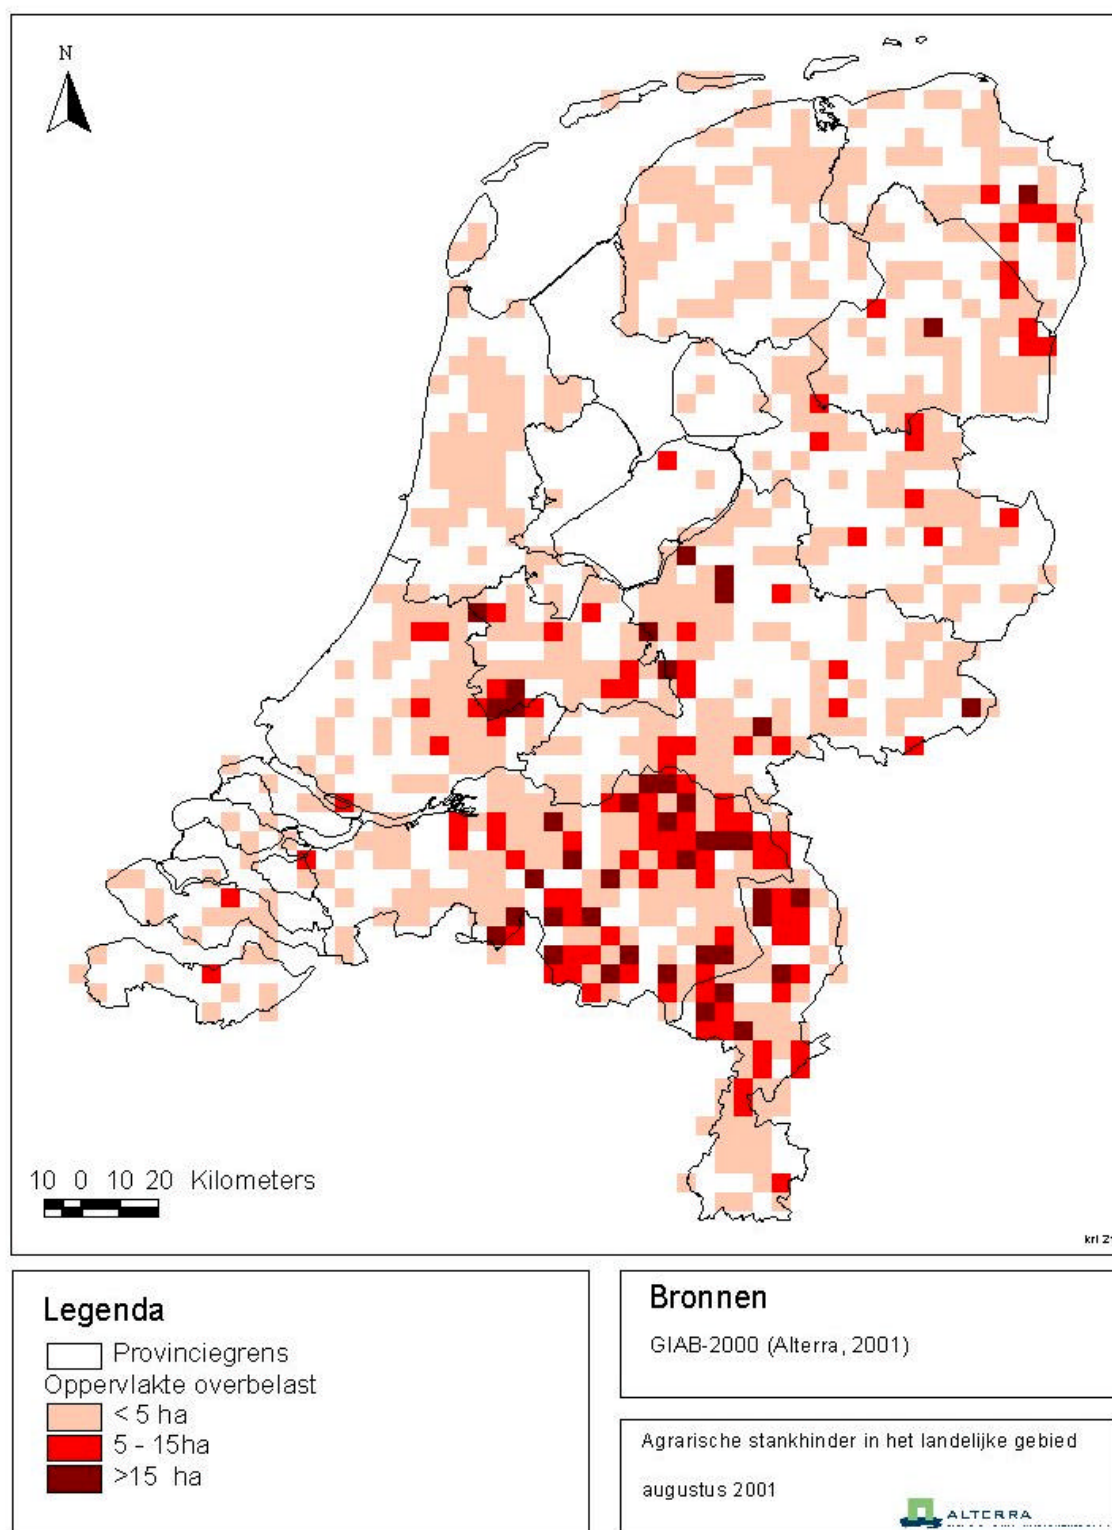 N
10 0 10 20 Kilometers
Legenda
Provinciegrens
Oppervlakte overbelast
< 5 ha
5 - 15ha
>15 ha
Bronnen
GIAB-2000 (Alterra, 2001)
Agrarische stankhinder in het landelijke gebied
augustus 2001
ALTERRA